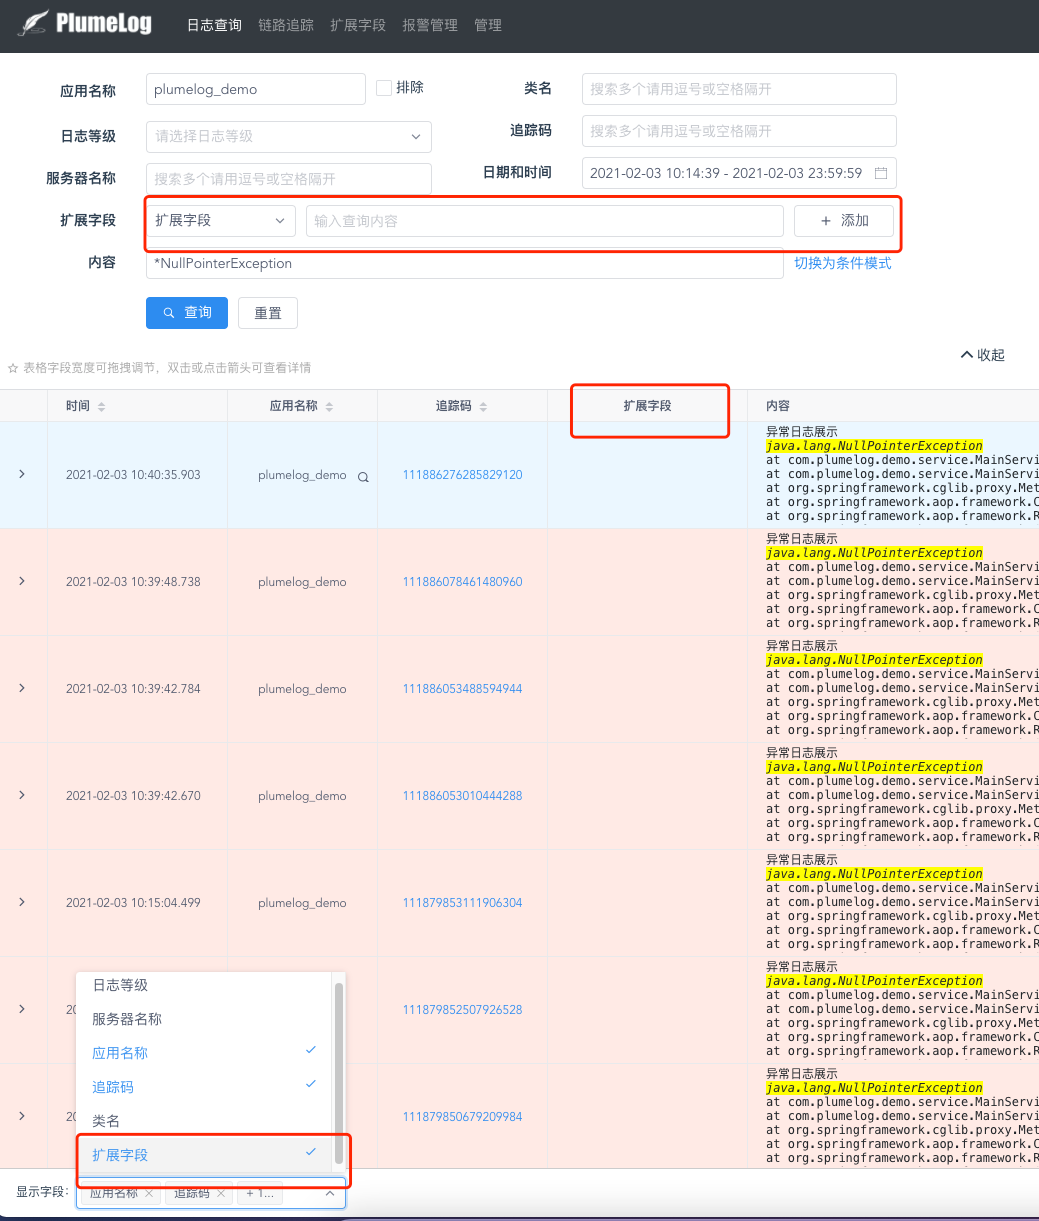 PlumeLog 日志查询 链路追踪 扩展字段 报警管理 管理
应用名称 plumelog_demo 排除 类名 搜索多个请用逗号或空格隔开
日志等级 请选择日志等级 追踪码 搜索多个请用逗号或空格隔开
服务器名称 搜索多个请用逗号或空格隔开 日期和时间 2021-02-03 10:14:39 - 2021-02-03 23:59:59
扩展字段 扩展字段 输入查询内容 + 添加
内容 *NullPointerException 切换为条件模式
查询 重置
收起
☆ 表格字段宽度可拖拽调节，双击或点击箭头可查看详情
时间 应用名称 追踪码 扩展字段 内容
异常日志展示
java.lang.NullPointerException
at com.plumelog.demo.service.MainServi
2021-02-03 10:40:35.903 plumelog_demo 111886276285829120 at com.plumelog.demo.service.MainServi
at org.springframework.cglib.proxy.Met
at org.springframework.aop.framework.C
at org.springframework.aop.framework.R
异常日志展示
java.lang.NullPointerException
at com.plumelog.demo.service.MainServi
2021-02-03 10:39:48.738 plumelog_demo 111886078461480960 at com.plumelog.demo.service.MainServi
at org.springframework.cglib.proxy.Met
at org.springframework.aop.framework.C
at org.springframework.aop.framework.R
异常日志展示
java.lang.NullPointerException
at com.plumelog.demo.service.MainServi
2021-02-03 10:39:42.784 plumelog_demo 111886053488594944 at com.plumelog.demo.service.MainServi
at org.springframework.cglib.proxy.Met
at org.springframework.aop.framework.C
at org.springframework.aop.framework.R
异常日志展示
java.lang.NullPointerException
at com.plumelog.demo.service.MainServi
2021-02-03 10:39:42.670 plumelog_demo 111886053010444288 at com.plumelog.demo.service.MainServi
at org.springframework.cglib.proxy.Met
at org.springframework.aop.framework.C
at org.springframework.aop.framework.R
异常日志展示
java.lang.NullPointerException
at com.plumelog.demo.service.MainServi
2021-02-03 10:15:04.499 plumelog_demo 111879853111906304 at com.plumelog.demo.service.MainServi
at org.springframework.cglib.proxy.Met
at org.springframework.aop.framework.C
at org.springframework.aop.framework.R
异常日志展示
java.lang.NullPointerException
at com.plumelog.demo.service.MainServi
20 111879852507926528 at com.plumelog.demo.service.MainServi
at org.springframework.cglib.proxy.Met
at org.springframework.aop.framework.C
at org.springframework.aop.framework.R
异常日志展示
java.lang.NullPointerException
at com.plumelog.demo.service.MainServi
20 111879850679209984 at com.plumelog.demo.service.MainServi
at org.springframework.cglib.proxy.Met
at org.springframework.aop.framework.C
at org.springframework.aop.framework.R
日志等级
服务器名称
应用名称
追踪码
类名
扩展字段
显示字段: 应用名称 追踪码 + 1...